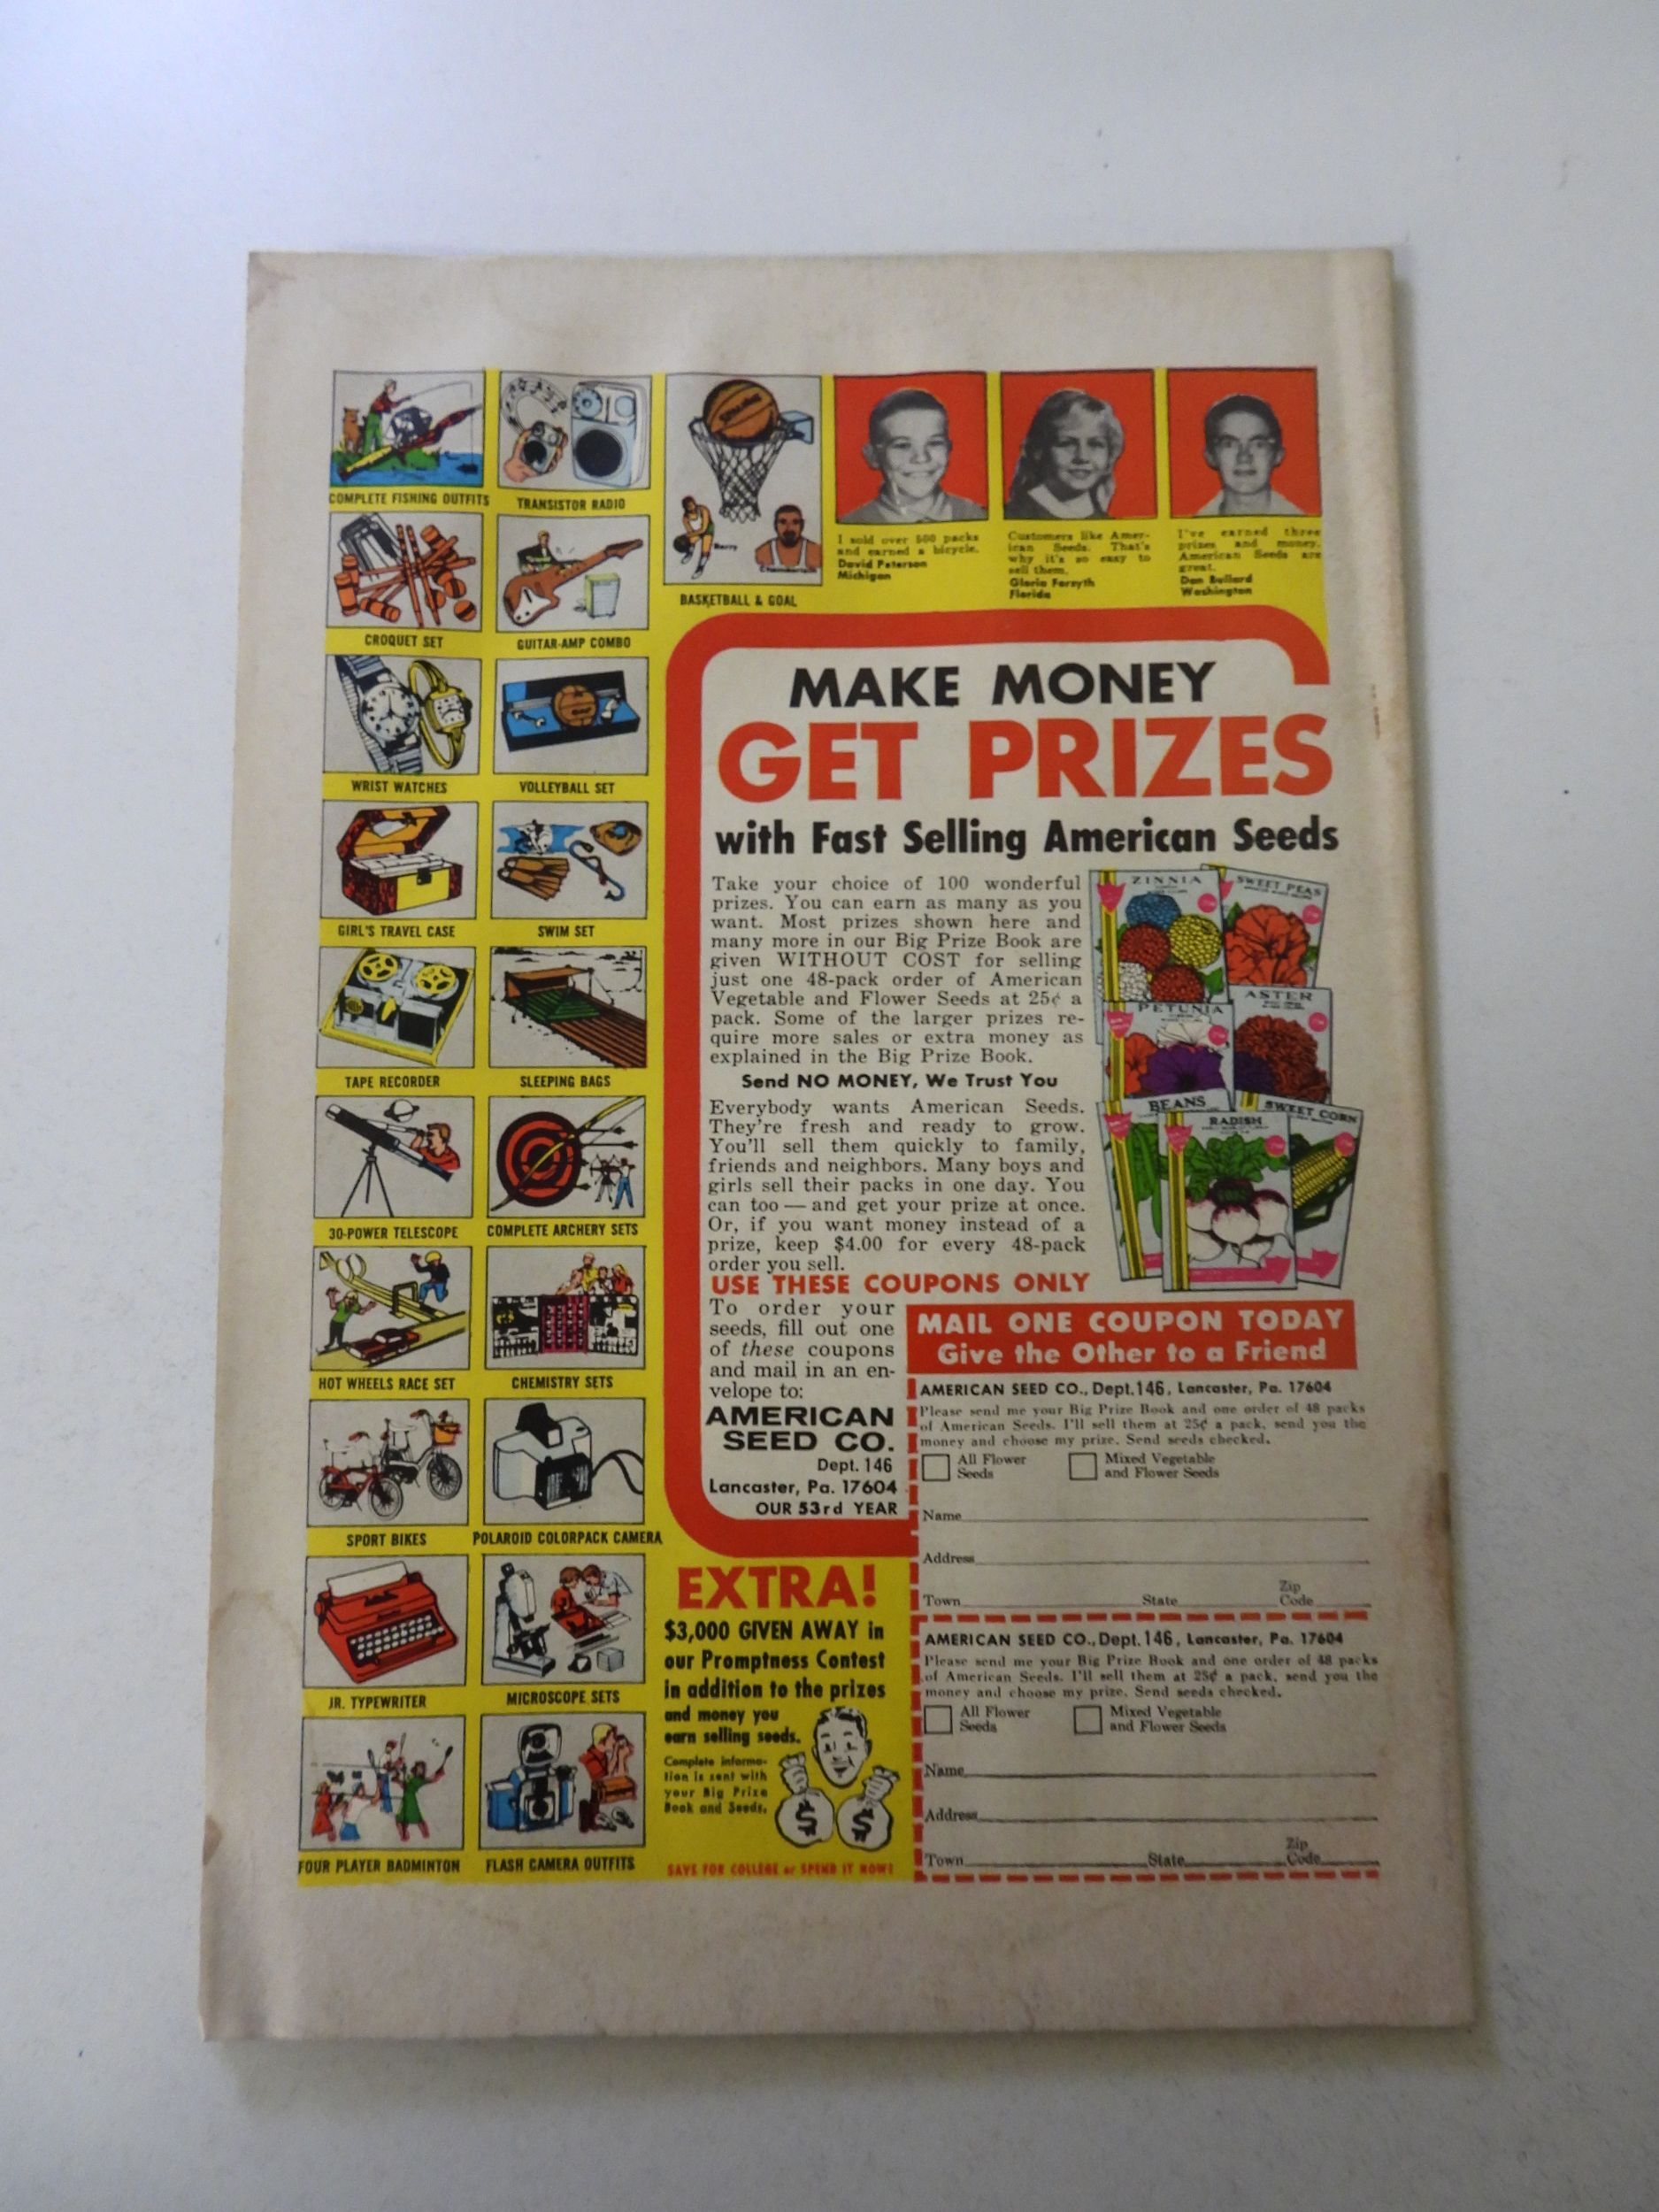 COMPLETE FISHING OUTFITS
TRANSISTOR RADIO
CROQUET SET
GUITAR-AMP COMBO
WRIST WATCHES
VOLLEYBALL SET
GIRL'S TRAVEL CASE
SWIM SET
TAPE RECORDER
SLEEPING BAGS
30-POWER TELESCOPE
COMPLETE ARCHERY SETS
HOT WHEELS RACE SET
CHEMISTRY SETS
SPORT BIKES
POLAROID COLORPACK CAMERA
JR. TYPEWRITER
MICROSCOPE SETS
FOUR PLAYER BADMINTON
FLASH CAMERA OUTFITS
SPALDING
Barry
Chamberlain
BASKETBALL & GOAL
I sold over 500 packs
and earned a bicycle.
David Peterson
Michigan
Customers like Amer-
ican Seeds. That's
why it's so easy to
sell them.
Gloria Forsyth
Florida
I've earned three
prizes and money.
American Seeds are
great.
Dan Bullard
Washington
MAKE MONEY
GET PRIZES
with Fast Selling American Seeds
Take your choice of 100 wonderful
prizes. You can earn as many as you
want. Most prizes shown here and
many more in our Big Prize Book are
given WITHOUT COST for selling
just one 48-pack order of American
Vegetable and Flower Seeds at 25¢ a
pack. Some of the larger prizes re-
quire more sales or extra money as
explained in the Big Prize Book.
Send NO MONEY, We Trust You
Everybody wants American Seeds.
They're fresh and ready to grow.
You'll sell them quickly to family,
friends and neighbors. Many boys and
girls sell their packs in one day. You
can too — and get your prize at once.
Or, if you want money instead of a
prize, keep $4.00 for every 48-pack
order you sell.
ZINNIA
SWEET PEAS
PETUNIA
ASTER
BEANS
RADISH
SWEET CORN
USE THESE COUPONS ONLY
To order your
seeds, fill out one
of these coupons
and mail in an en-
velope to:
AMERICAN
SEED CO.
Dept. 146
Lancaster, Pa. 17604
OUR 53rd YEAR
MAIL ONE COUPON TODAY
Give the Other to a Friend
AMERICAN SEED CO., Dept. 146, Lancaster, Pa. 17604
Please send me your Big Prize Book and one order of 48 packs
of American Seeds. I'll sell them at 25¢ a pack, send you the
money and choose my prize. Send seeds checked.
All Flower
Seeds
Mixed Vegetable
and Flower Seeds
Name
Address
Town State Zip Code
AMERICAN SEED CO., Dept. 146, Lancaster, Pa. 17604
Please send me your Big Prize Book and one order of 48 packs
of American Seeds. I'll sell them at 25¢ a pack, send you the
money and choose my prize. Send seeds checked.
All Flower
Seeds
Mixed Vegetable
and Flower Seeds
Name
Address
Town State Zip Code
EXTRA!
$3,000 GIVEN AWAY in
our Promptness Contest
in addition to the prizes
and money you
earn selling seeds.
Complete informa-
tion is sent with
your Big Prize
Book and Seeds.
$ $
SAVE FOR COLLEGE or SPEND IT NOW!